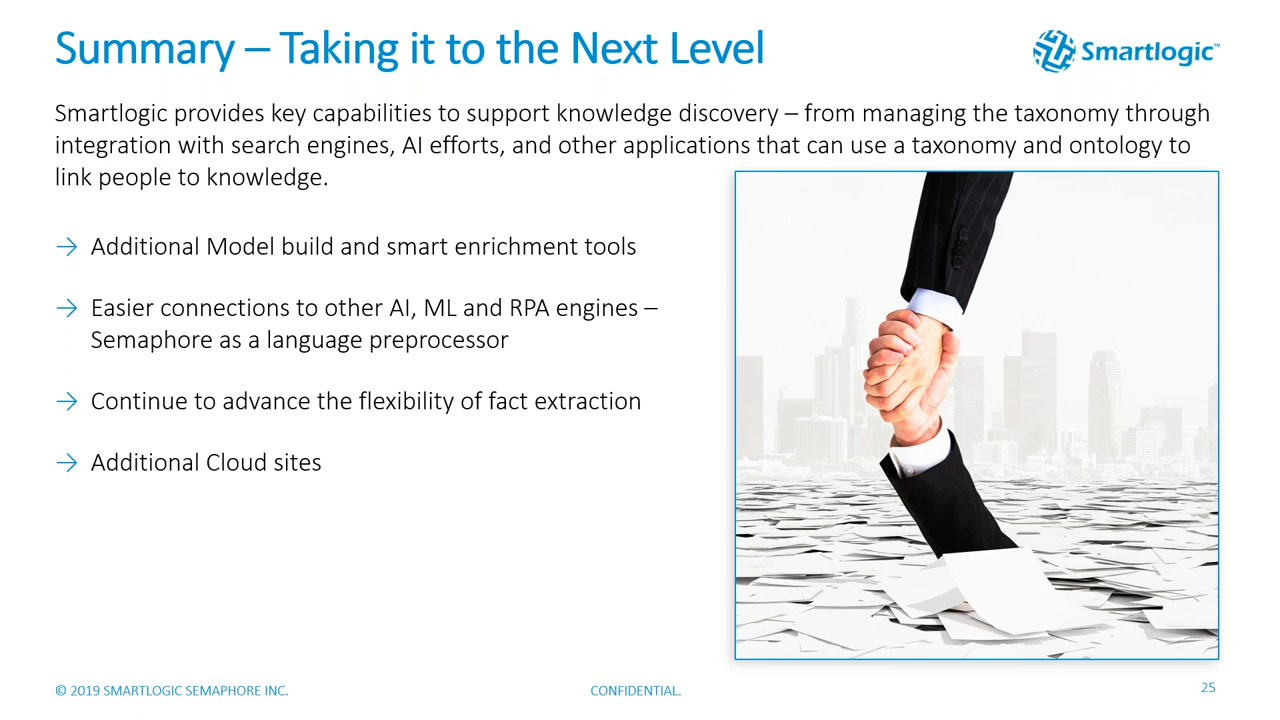 Summary – Taking it to the Next Level
Smartlogic™
Smartlogic provides key capabilities to support knowledge discovery – from managing the taxonomy through
integration with search engines, AI efforts, and other applications that can use a taxonomy and ontology to
link people to knowledge.
→ Additional Model build and smart enrichment tools
→ Easier connections to other AI, ML and RPA engines –
Semaphore as a language preprocessor
→ Continue to advance the flexibility of fact extraction
→ Additional Cloud sites
© 2019 SMARTLOGIC SEMAPHORE INC.
CONFIDENTIAL.
25